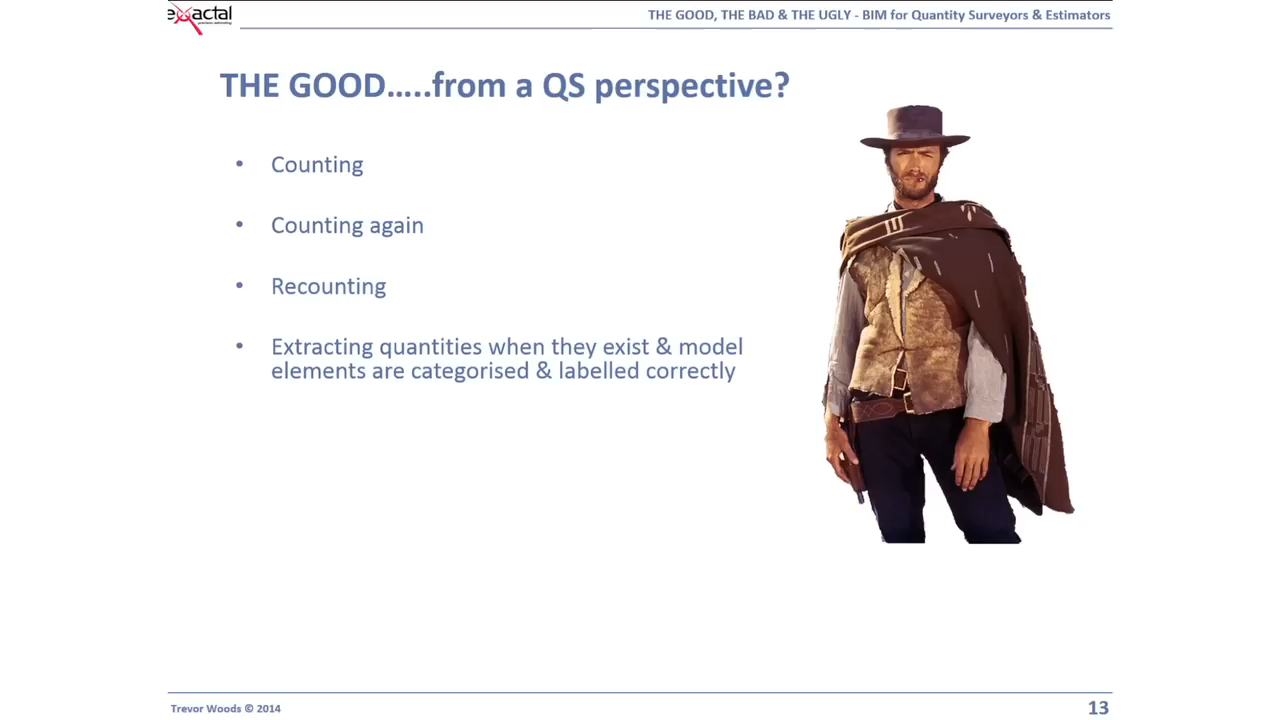 exactal
THE GOOD, THE BAD & THE UGLY - BIM for Quantity Surveyors & Estimators
THE GOOD.....from a QS perspective?
• Counting
• Counting again
• Recounting
• Extracting quantities when they exist & model
elements are categorised & labelled correctly
Trevor Woods © 2014
13